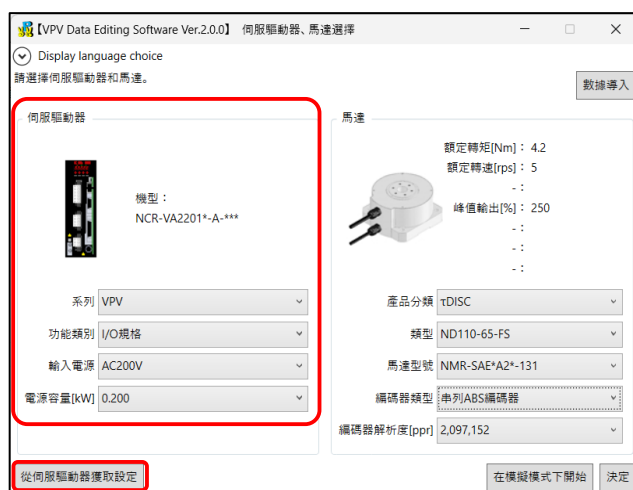 【VPV Data Editing Software Ver.2.0.0】 伺服驅動器、馬達選擇
Display language choice
請選擇伺服驅動器和馬達。
數據導入
伺服驅動器
機型：
NCR-VA2201*-A-***
系列 VPV
功能類別 I/O規格
輸入電源 AC200V
電源容量[kW] 0.200
馬達
額定轉矩[Nm]： 4.2
額定轉速[rps]： 5
-：
峰值輸出[%]： 250
-：
-：
-：
產品分類 τDISC
類型 ND110-65-FS
馬達型號 NMR-SAE*A2*-131
編碼器類型 串列ABS編碼器
編碼器解析度[ppr] 2,097,152
從伺服驅動器獲取設定
在模擬模式下開始
決定